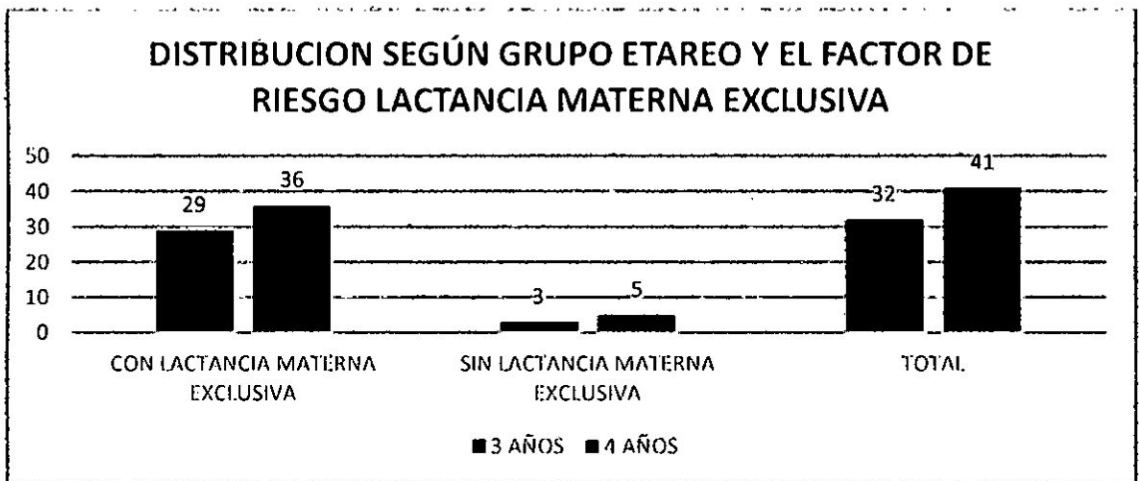 DISTRIBUCION SEGÚN GRUPO ETAREO Y EL FACTOR DE
RIESGO LACTANCIA MATERNA EXCLUSIVA
50
40
30
20
10
0
29
36
3
5
32
41
CON LACTANCIA MATERNA
EXCLUSIVA
SIN LACTANCIA MATERNA
EXCLUSIVA
TOTAL
3 AÑOS
4 AÑOS